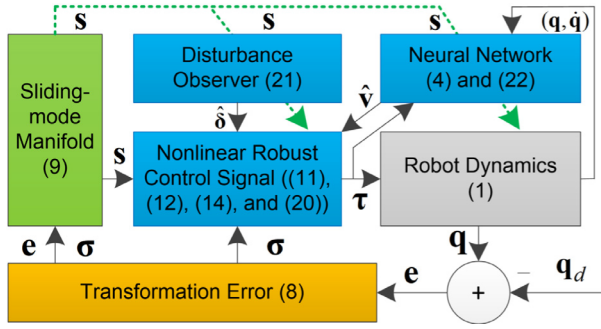 s
s
s
(q, q̇)
Sliding-
mode
Manifold
(9)
Disturbance
Observer (21)
Neural Network
(4) and (22)
δ̂
v̂
s
Nonlinear Robust
Control Signal ((11),
(12), (14), and (20))
τ
Robot Dynamics
(1)
e
σ
σ
q
Transformation Error (8)
e
+
−
q_d